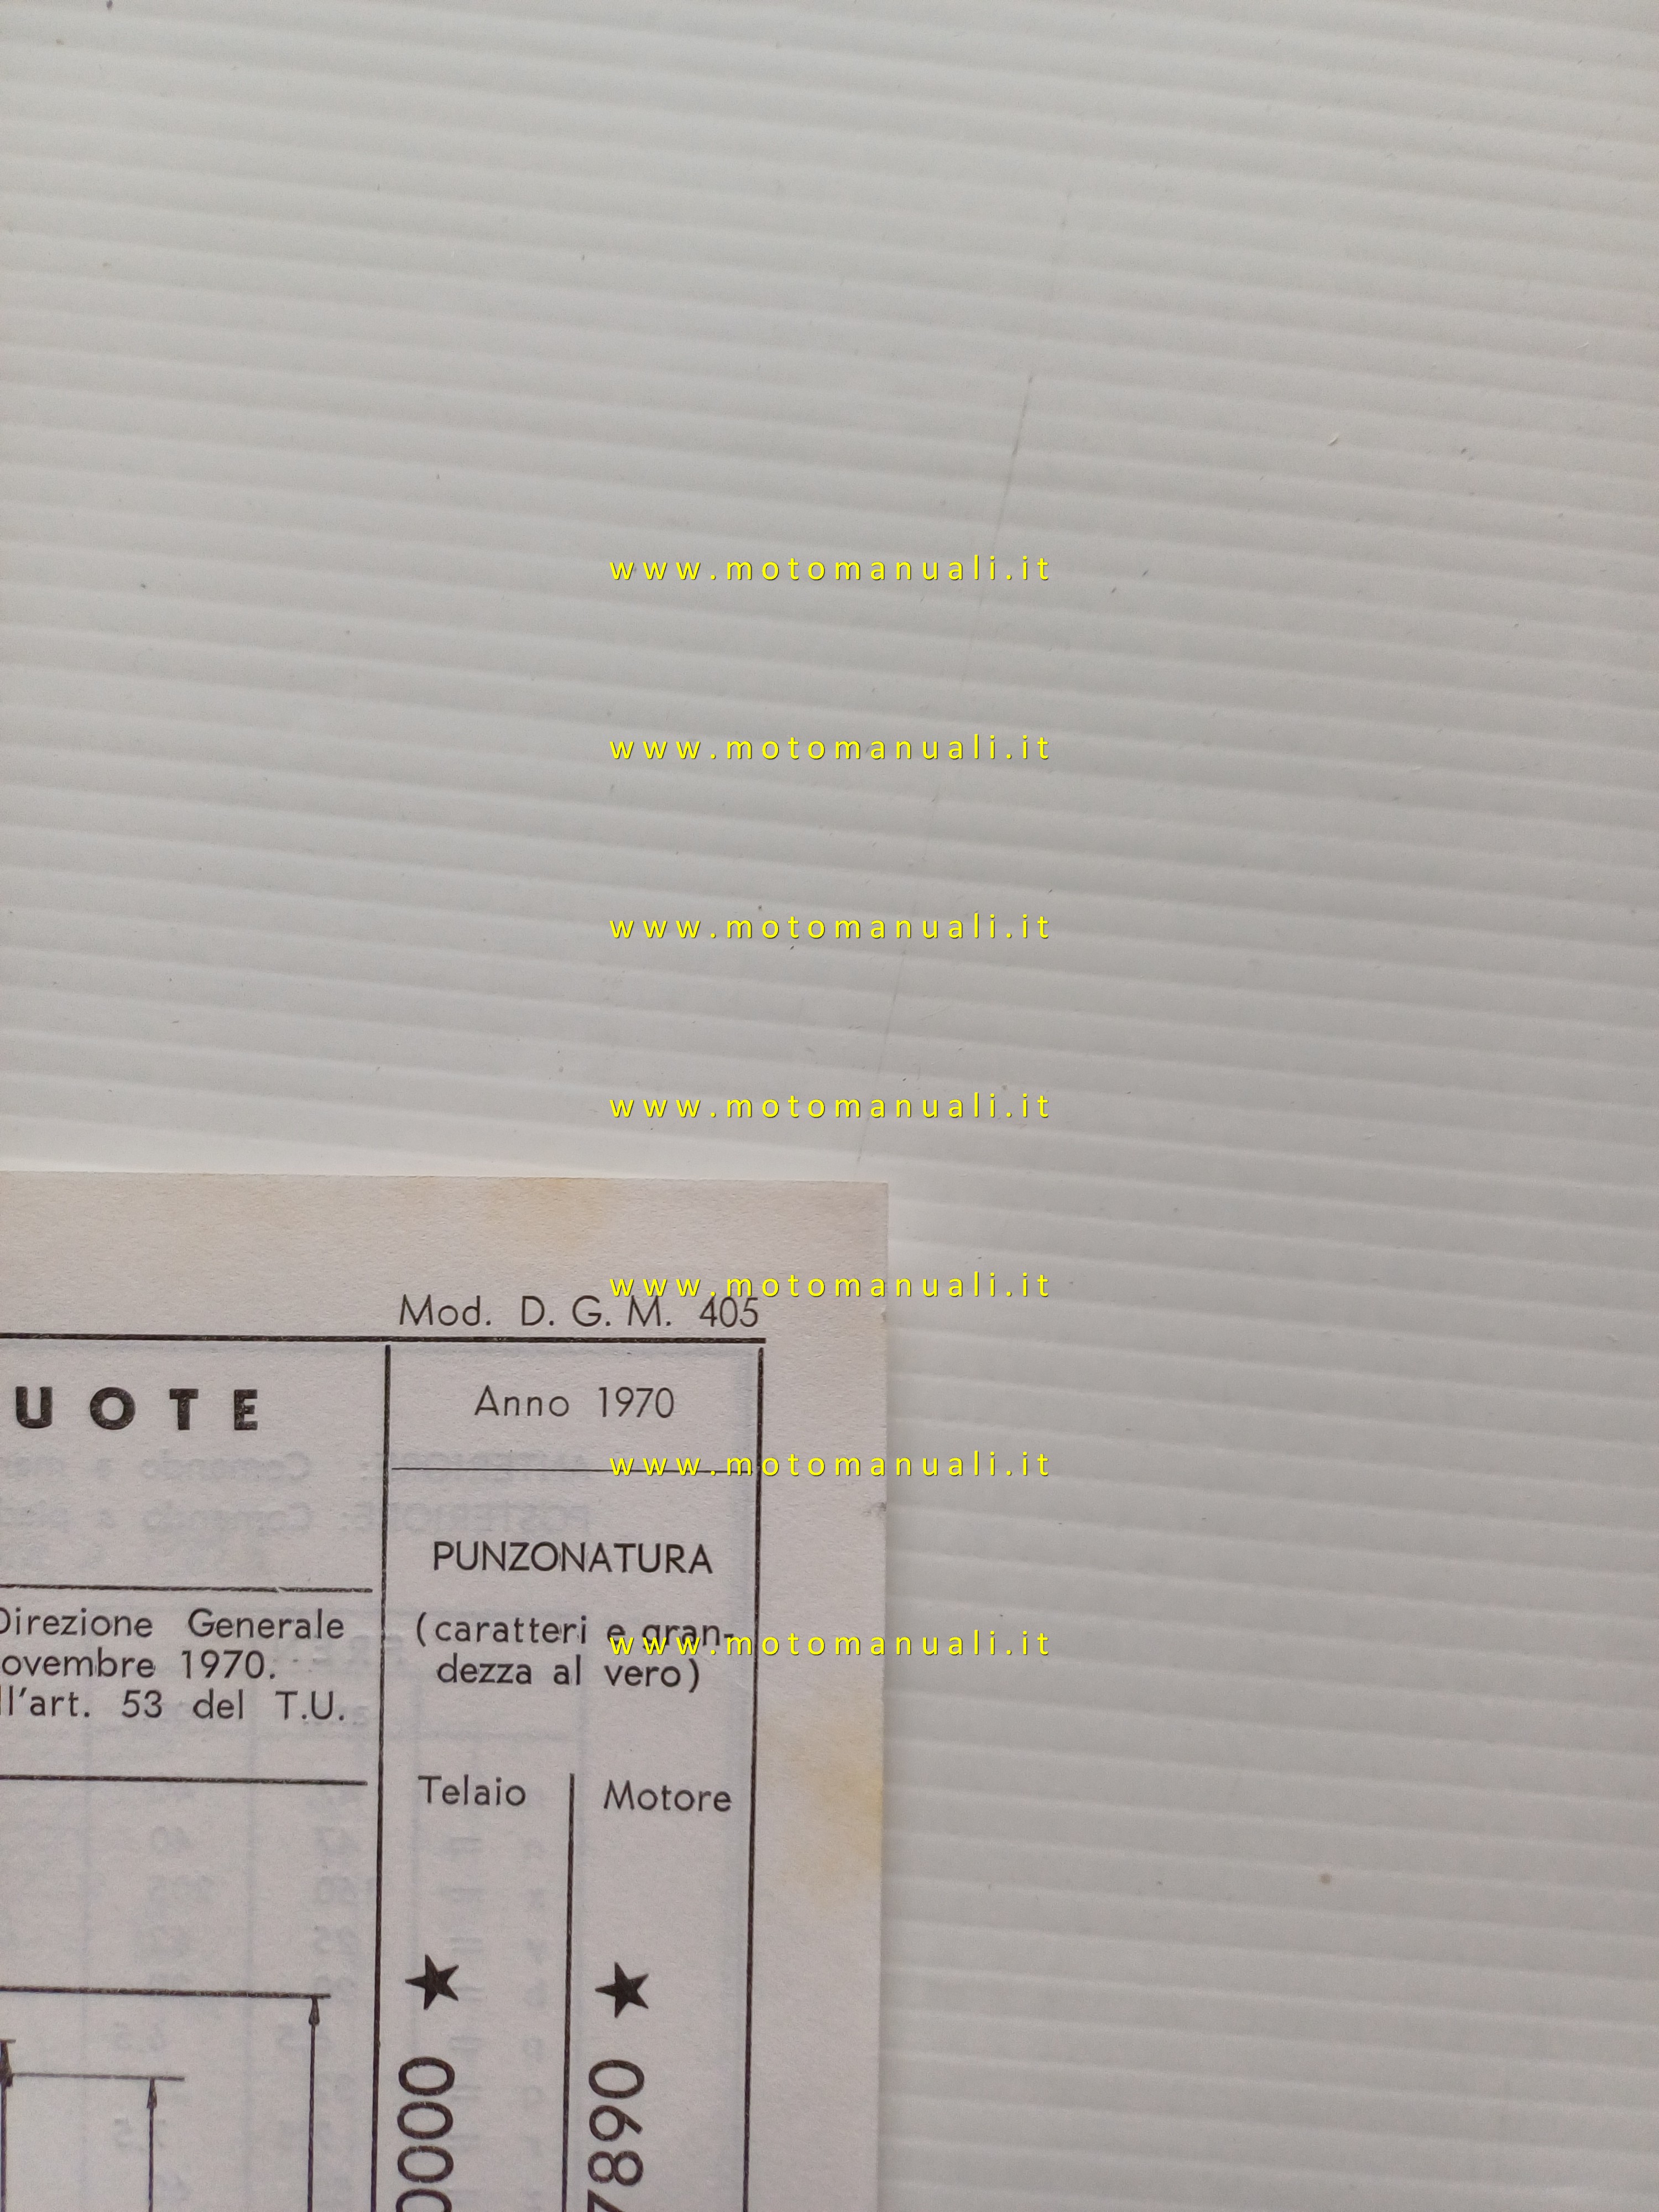 www.motomanuali.it
www.motomanuali.it
www.motomanuali.it
www.motomanuali.it
www.motomanuali.it
Mod. D. G. M. 405
UOTE
Anno 1970
www.motomanuali.it
PUNZONATURA
(caratteri e gran-
dezza al vero)
www.motomanuali.it
Direzione Generale
ovembre 1970.
ll'art. 53 del T.U.
Telaio
Motore
★ 000
★ 068